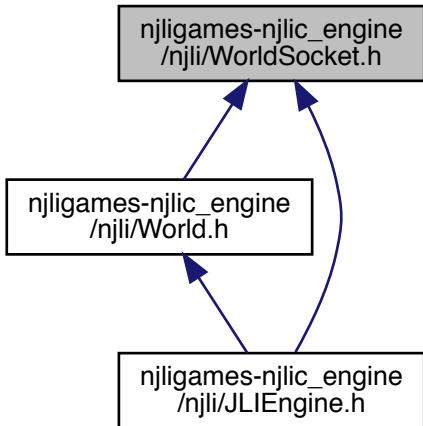 njligames-njlic_engine
/njli/WorldSocket.h
njligames-njlic_engine
/njli/World.h
njligames-njlic_engine
/njli/JLIEngine.h